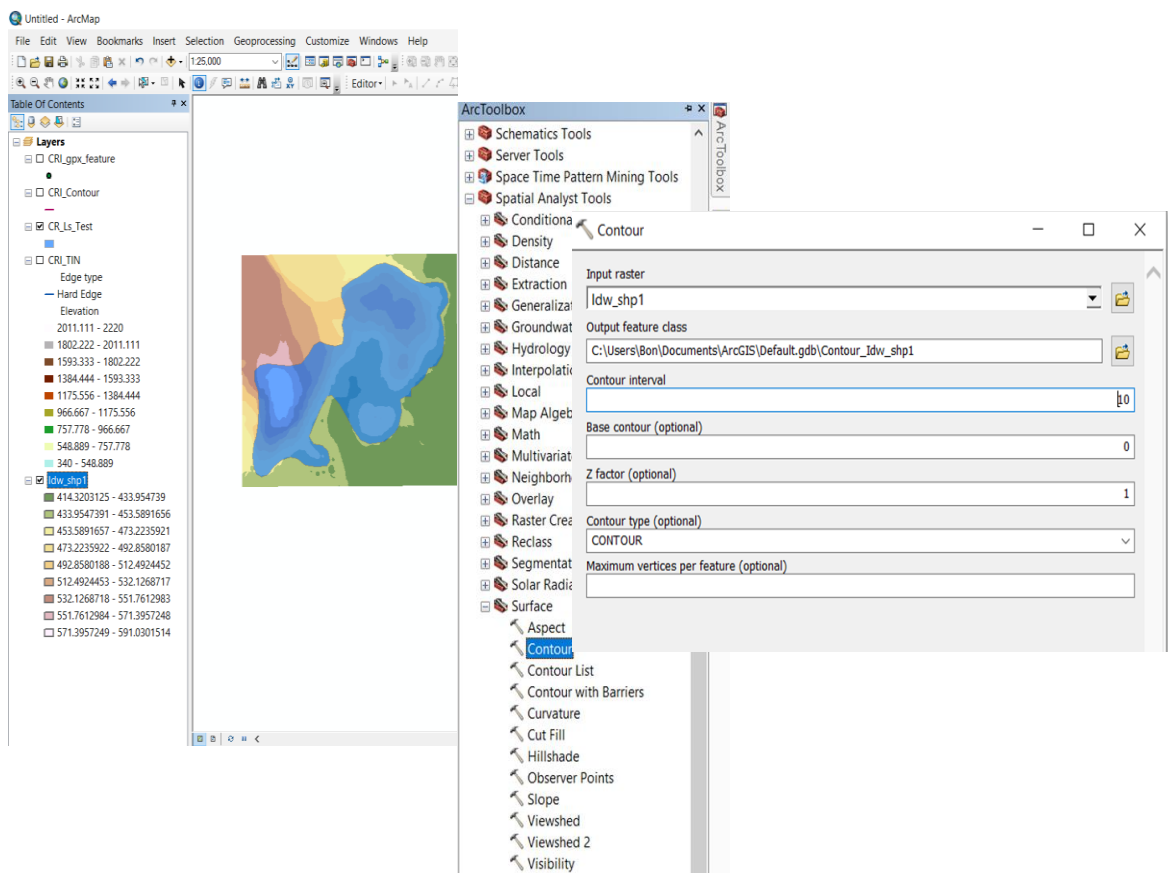 Untitled - ArcMap
File Edit View Bookmarks Insert Selection Geoprocessing Customize Windows Help
1:25,000
Editor
Table Of Contents
Layers
CRI_gpx_feature
CRI_Contour
CR_Ls_Test
CRI_TIN
Edge type
Hard Edge
Elevation
2011.111 - 2220
1802.222 - 2011.111
1593.333 - 1802.222
1384.444 - 1593.333
1175.556 - 1384.444
966.667 - 1175.556
757.778 - 966.667
548.889 - 757.778
340 - 548.889
Idw_shp1
414.3203125 - 433.954739
433.9547391 - 453.5891656
453.5891657 - 473.2235921
473.2235922 - 492.8580187
492.8580188 - 512.4924452
512.4924453 - 532.1268717
532.1268718 - 551.7612983
551.7612984 - 571.3957248
571.3957249 - 591.0301514
ArcToolbox
ArcToolbox
Schematics Tools
Server Tools
Space Time Pattern Mining Tools
Spatial Analyst Tools
Conditiona
Density
Distance
Extraction
Generalizat
Groundwat
Hydrology
Interpolatio
Local
Map Algeb
Math
Multivariat
Neighborh
Overlay
Raster Crea
Reclass
Segmentat
Solar Radia
Surface
Aspect
Contour
Contour List
Contour with Barriers
Curvature
Cut Fill
Hillshade
Observer Points
Slope
Viewshed
Viewshed 2
Visibility
Contour
Input raster
Idw_shp1
Output feature class
C:\Users\Bon\Documents\ArcGIS\Default.gdb\Contour_Idw_shp1
Contour interval
10
Base contour (optional)
0
Z factor (optional)
1
Contour type (optional)
CONTOUR
Maximum vertices per feature (optional)